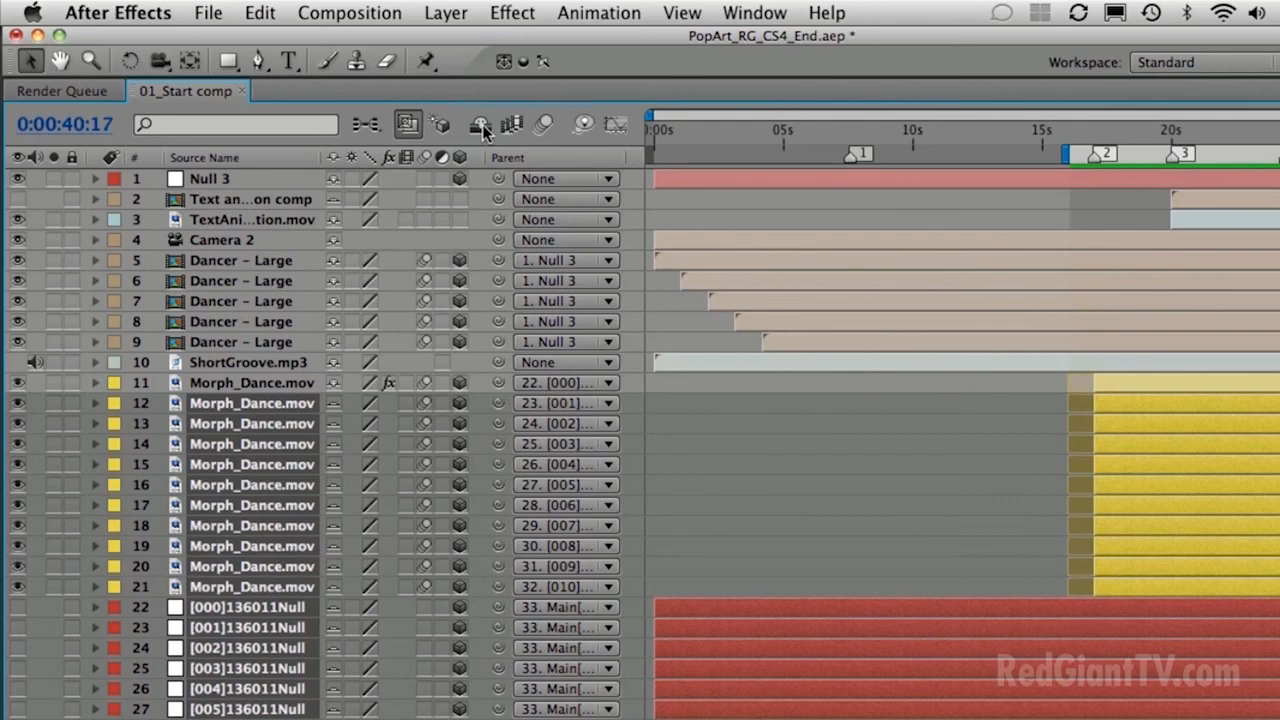 After Effects File Edit Composition Layer Effect Animation View Window Help
PopArt_RG_CS4_End.aep *
T Workspace: Standard
Render Queue 01_Start comp ×
0:00:40:17
:00s 05s 10s 15s 20s
1 2 3
# Source Name fx Parent
1 Null 3 None
2 Text an...on comp None
3 TextAni...tion.mov None
4 Camera 2 None
5 Dancer – Large 1. Null 3
6 Dancer – Large 1. Null 3
7 Dancer – Large 1. Null 3
8 Dancer – Large 1. Null 3
9 Dancer – Large 1. Null 3
10 ShortGroove.mp3 None
11 Morph_Dance.mov fx 22. [000]...
12 Morph_Dance.mov 23. [001]...
13 Morph_Dance.mov 24. [002]...
14 Morph_Dance.mov 25. [003]...
15 Morph_Dance.mov 26. [004]...
16 Morph_Dance.mov 27. [005]...
17 Morph_Dance.mov 28. [006]...
18 Morph_Dance.mov 29. [007]...
19 Morph_Dance.mov 30. [008]...
20 Morph_Dance.mov 31. [009]...
21 Morph_Dance.mov 32. [010]...
22 [000]136011Null 33. Main[...
23 [001]136011Null 33. Main[...
24 [002]136011Null 33. Main[...
25 [003]136011Null 33. Main[...
26 [004]136011Null 33. Main[...
27 [005]136011Null 33. Main[...
RedGiantTV.com